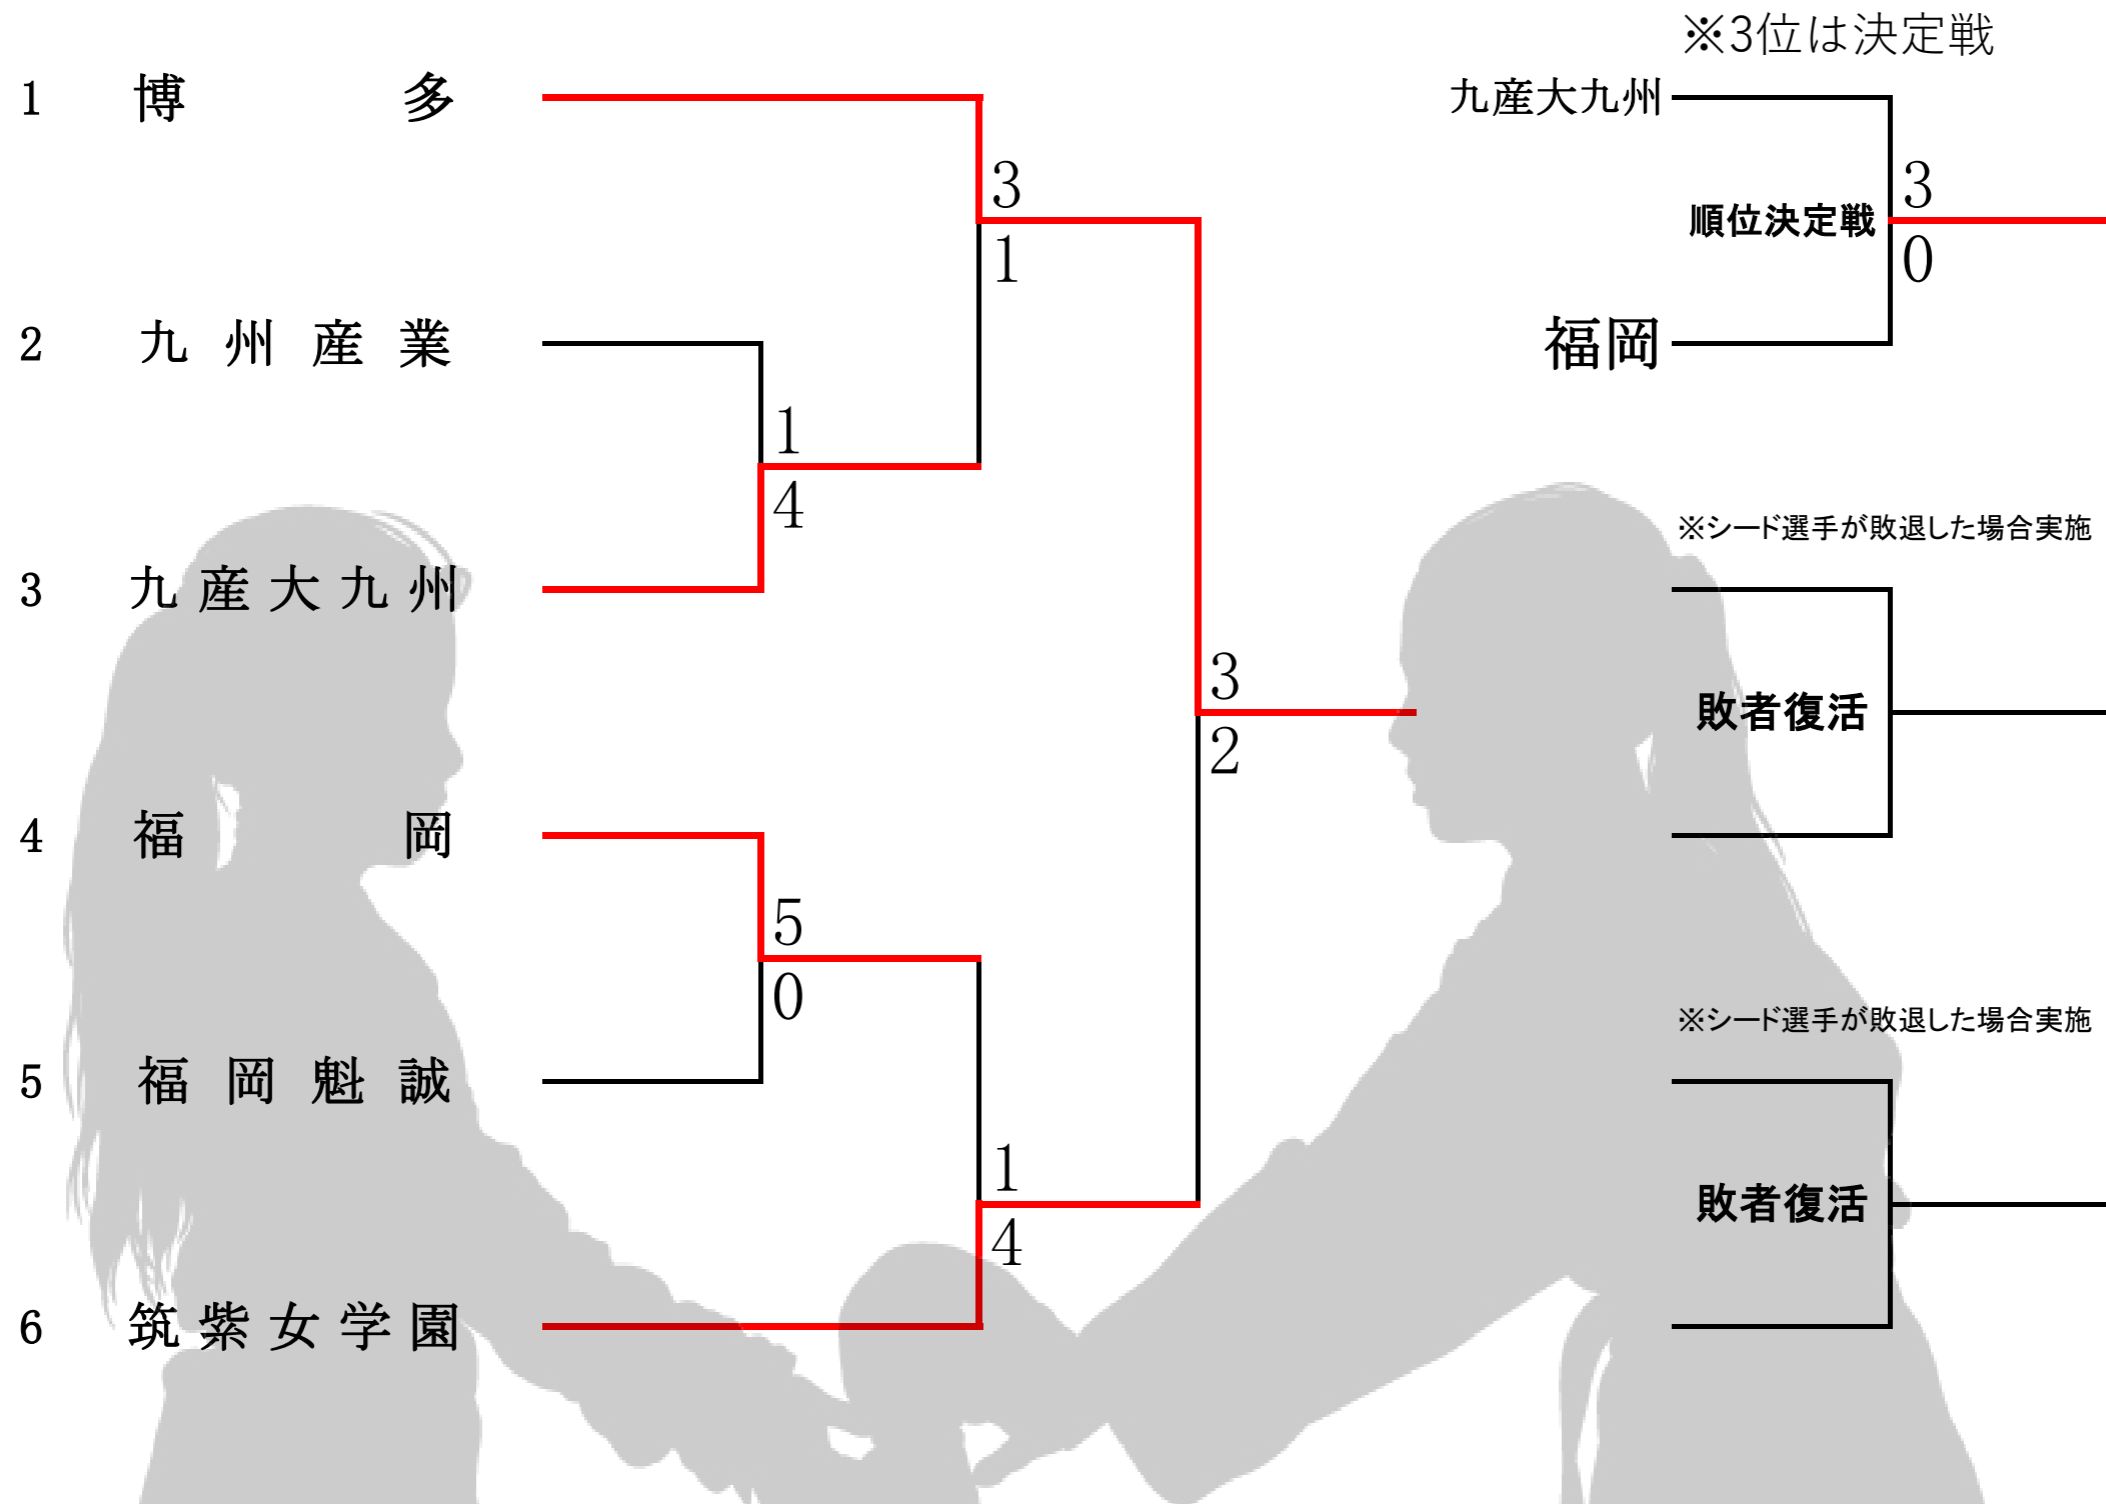 ※3位は決定戦
1 博多
九産大九州
3
3
1
順位決定戦
0
2 九州産業
福岡
1
4
※シード選手が敗退した場合実施
3 九産大九州
3
敗者復活
2
4 福岡
5
0
※シード選手が敗退した場合実施
5 福岡魁誠
1
敗者復活
4
6 筑紫女学園